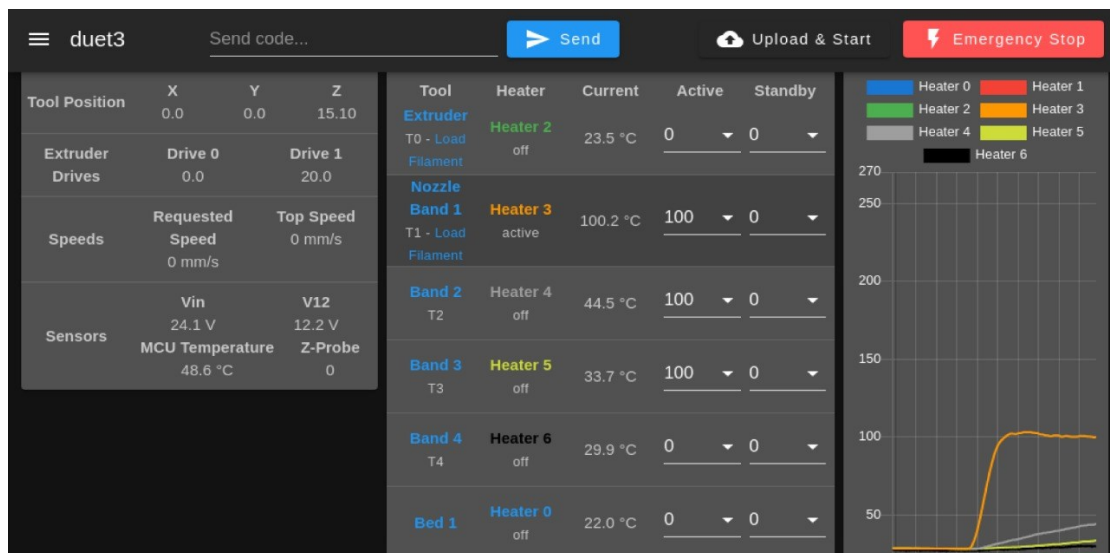 duet3
Send code...
Send
Upload & Start
Emergency Stop
Tool Position
X Y Z
0.0 0.0 15.10
Extruder Drives
Drive 0 Drive 1
0.0 20.0
Speeds
Requested Speed
0 mm/s
Top Speed
0 mm/s
Sensors
Vin V12
24.1 V 12.2 V
MCU Temperature Z-Probe
48.6 °C 0
Tool Heater Current Active Standby
Extruder
T0 - Load
Filament
Heater 2
off
23.5 °C 0 0
Nozzle
Band 1
T1 - Load
Filament
Heater 3
active
100.2 °C 100 0
Band 2
T2
Heater 4
off
44.5 °C 100 0
Band 3
T3
Heater 5
off
33.7 °C 100 0
Band 4
T4
Heater 6
off
29.9 °C 0 0
Bed 1
Heater 0
off
22.0 °C 0 0
Heater 0 Heater 1
Heater 2 Heater 3
Heater 4 Heater 5
Heater 6
270
250
200
150
100
50